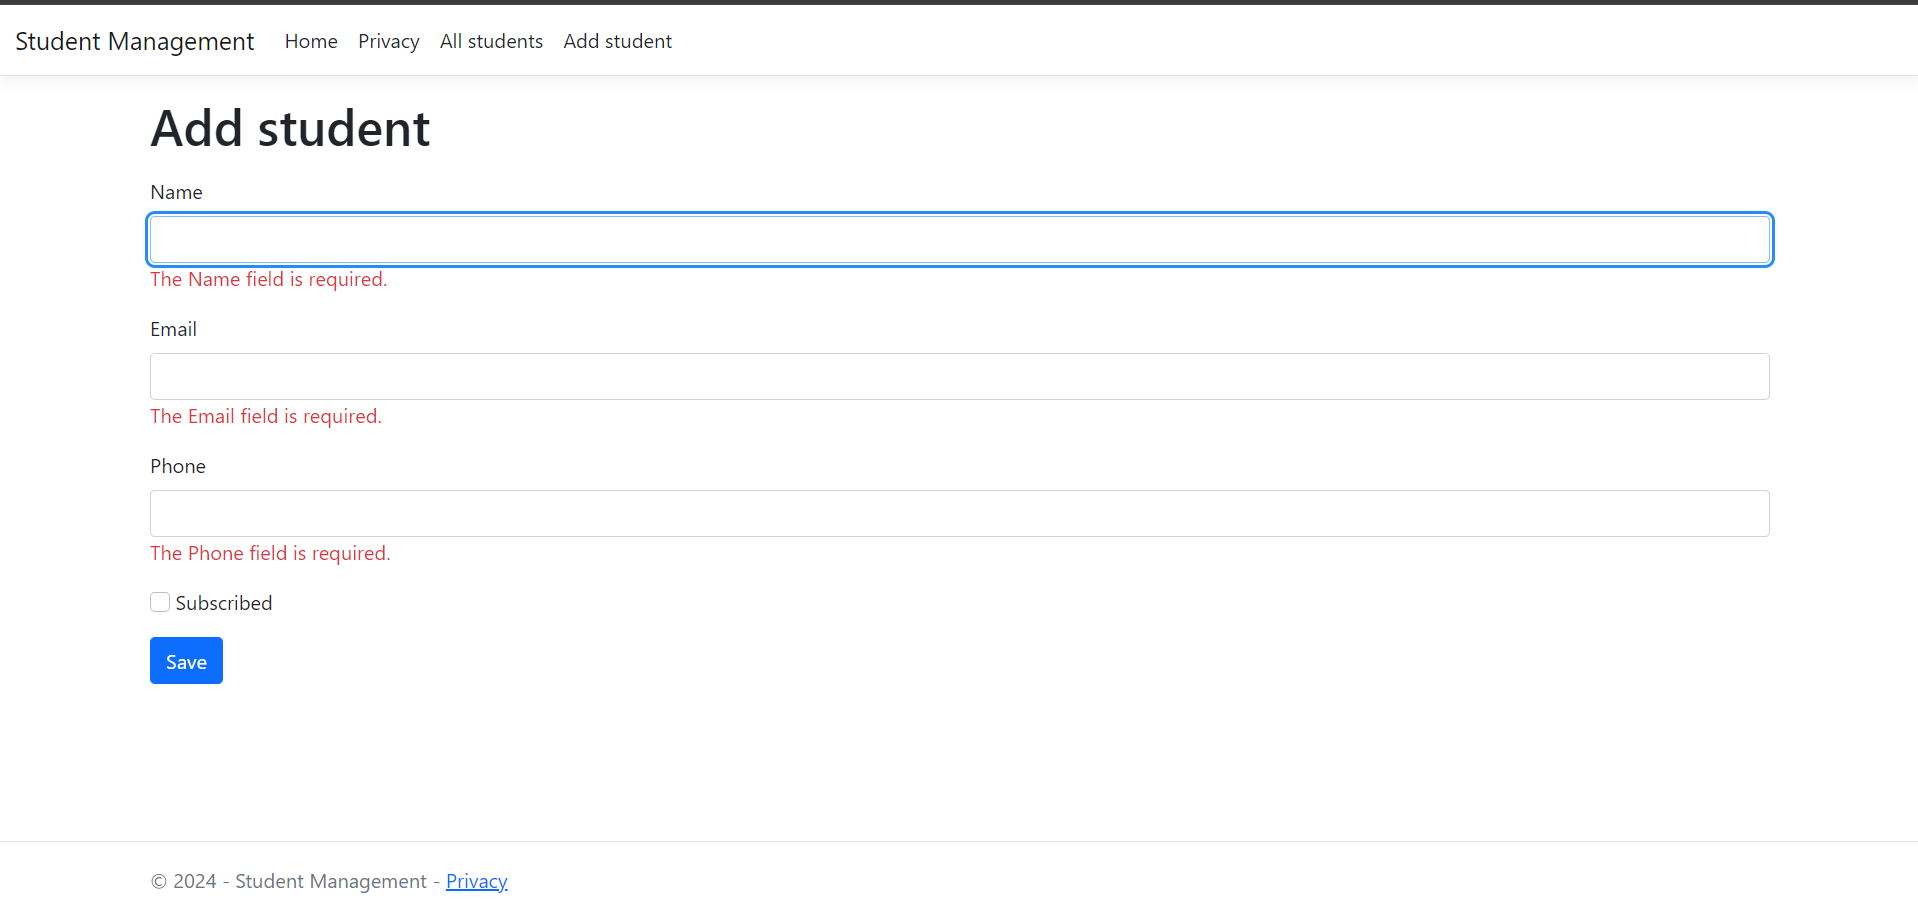 Student Management Home Privacy All students Add student
Add student
Name
The Name field is required.
Email
The Email field is required.
Phone
The Phone field is required.
Subscribed
Save
© 2024 - Student Management - Privacy